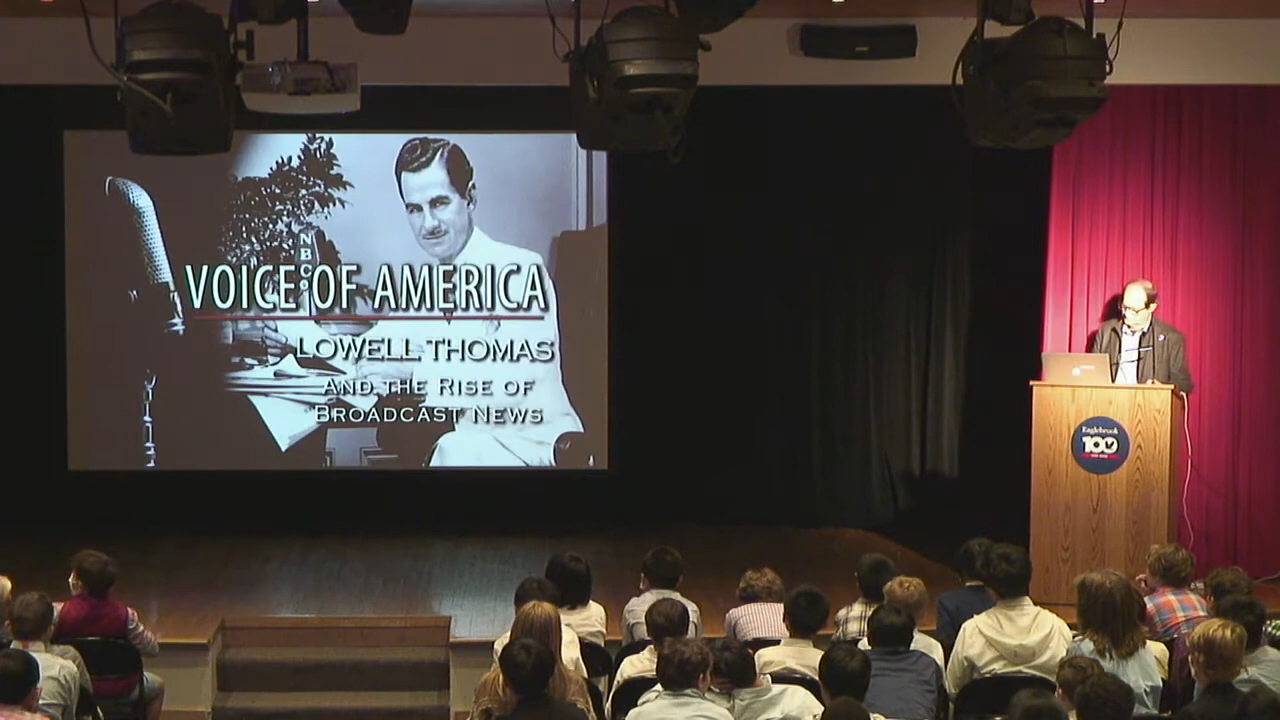 NBC
VOICE OF AMERICA
LOWELL THOMAS
AND THE RISE OF
BROADCAST NEWS
Eaglebrook
100